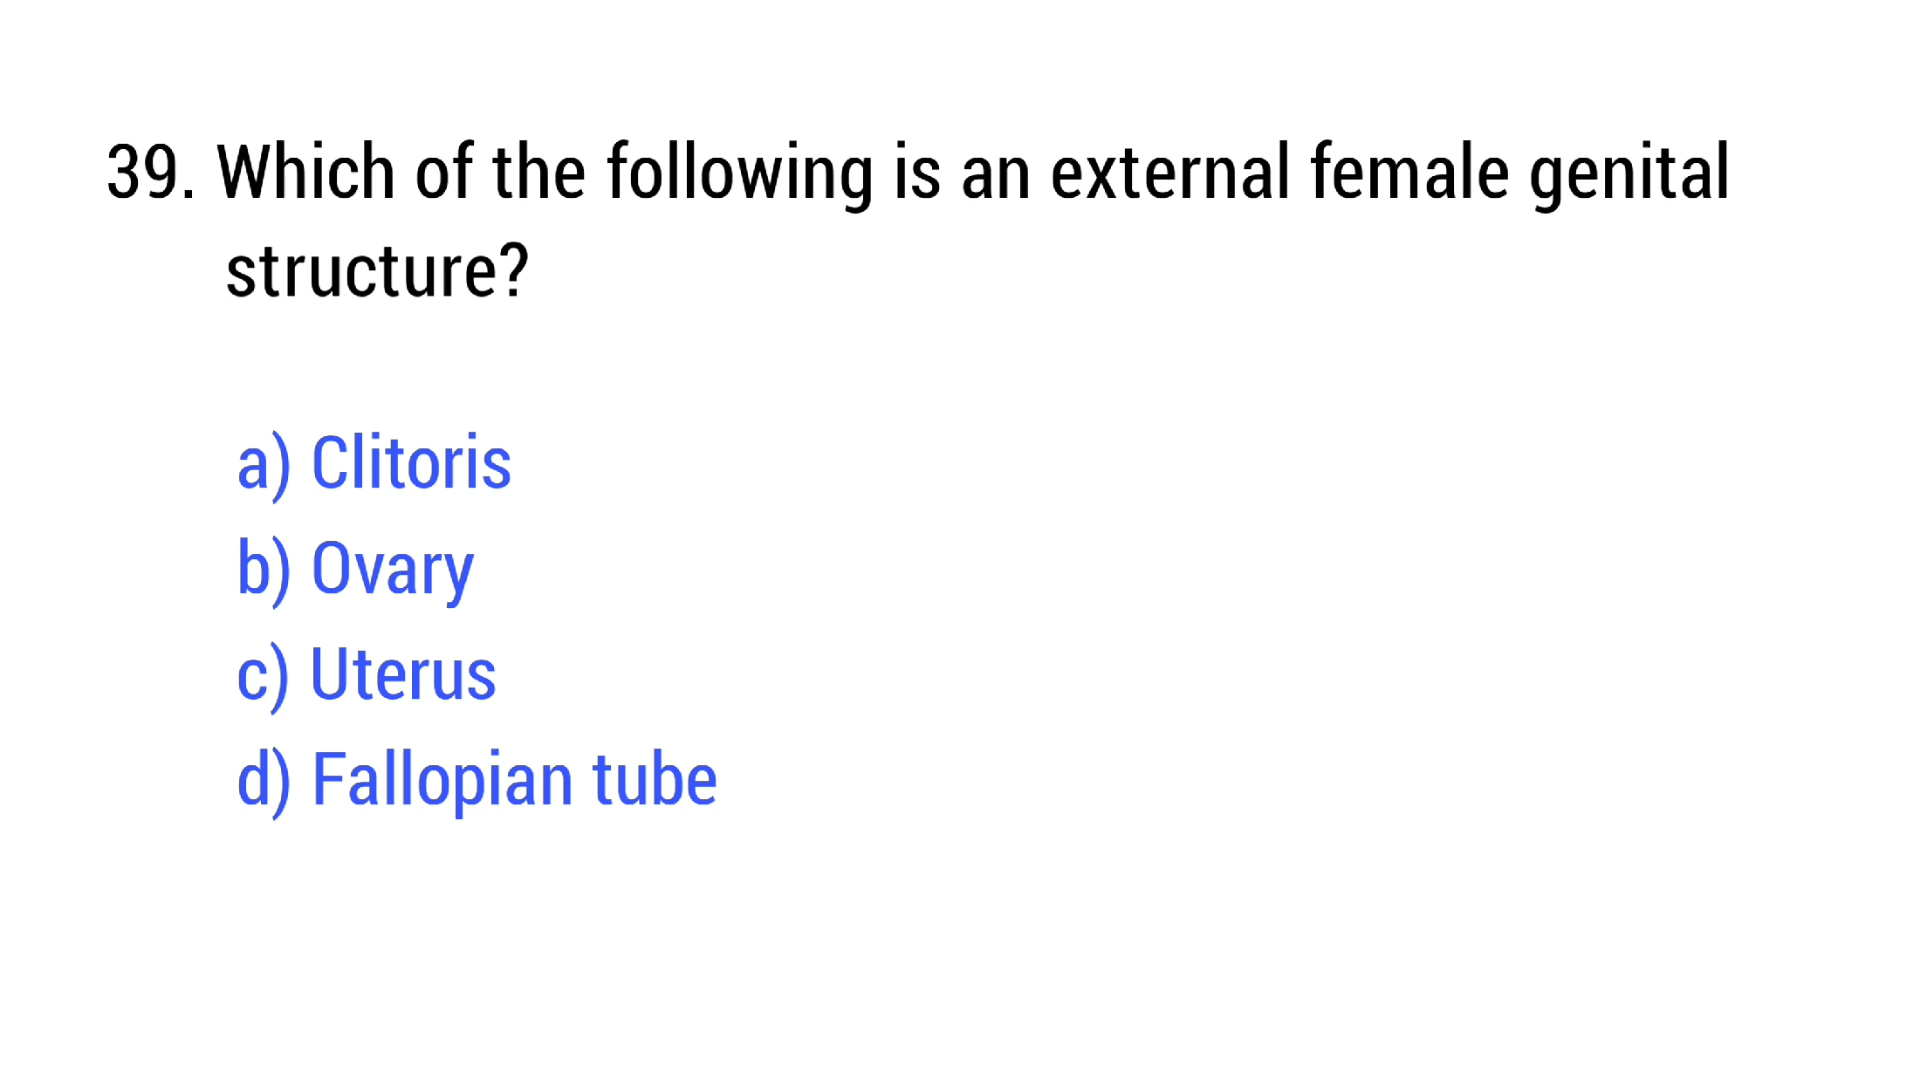 39. Which of the following is an external female genital
structure?
a) Clitoris
b) Ovary
c) Uterus
d) Fallopian tube